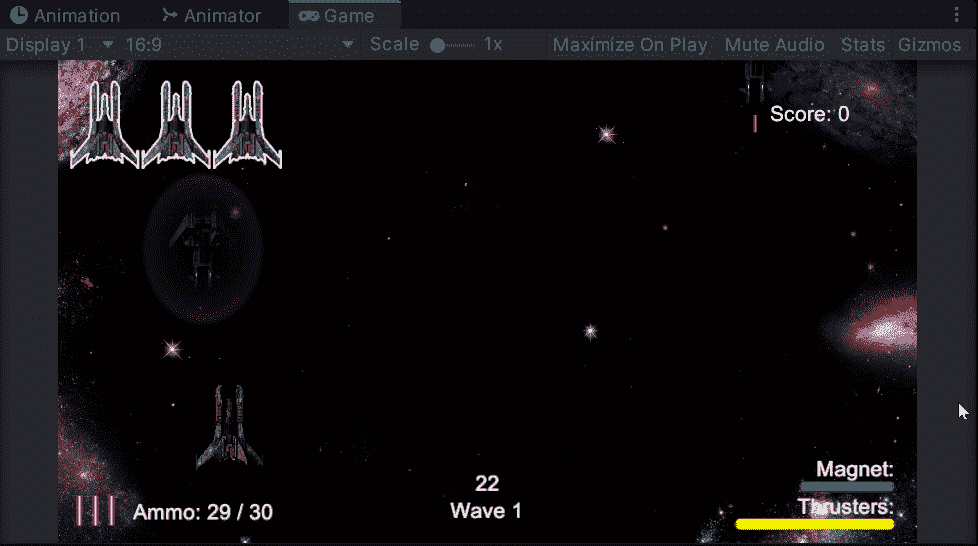 Animation Animator Game
Display 1 16:9 Scale 1x Maximize On Play Mute Audio Stats Gizmos
Score: 0
Magnet:
22
Thrusters:
Ammo: 29 / 30
Wave 1